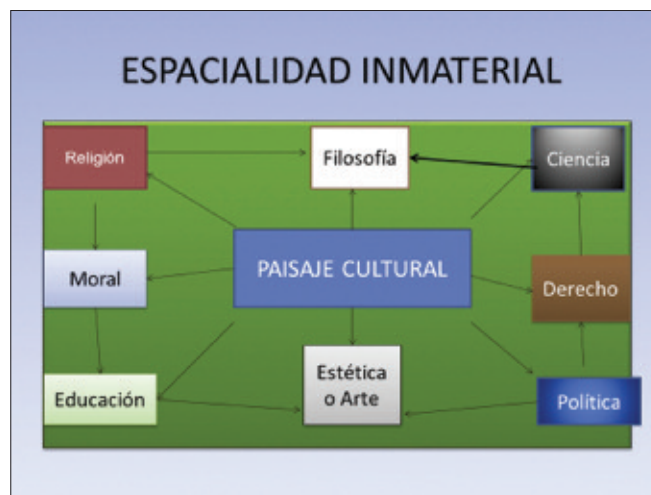 ESPACIALIDAD INMATERIAL
Religión
Filosofía
Ciencia
Moral
PAISAJE CULTURAL
Derecho
Educación
Estética
o Arte
Política